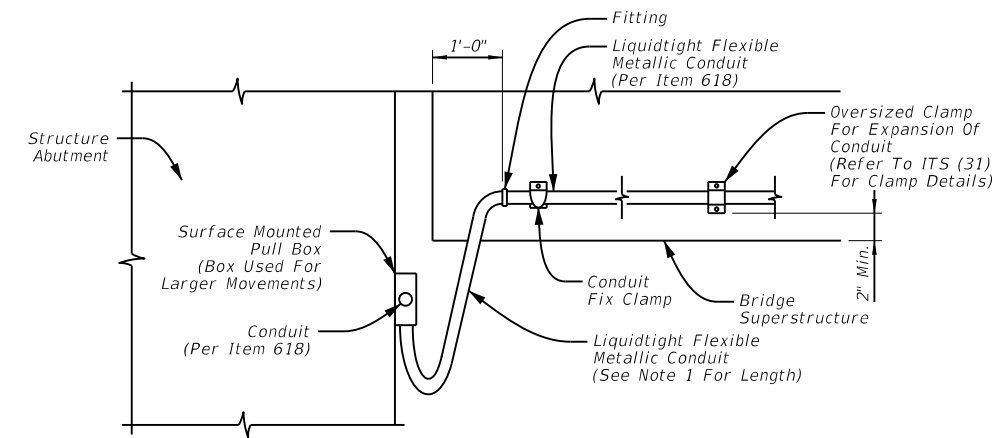 Fitting
1'-0"
Liquidtight Flexible
Metallic Conduit
(Per Item 618)
Oversized Clamp
For Expansion Of
Conduit
(Refer To ITS (31)
For Clamp Details)
Structure
Abutment
Surface Mounted
Pull Box
(Box Used For
Larger Movements)
2" Min.
Conduit
Fix Clamp
Bridge
Superstructure
Conduit
(Per Item 618)
Liquidtight Flexible
Metallic Conduit
(See Note 1 For Length)